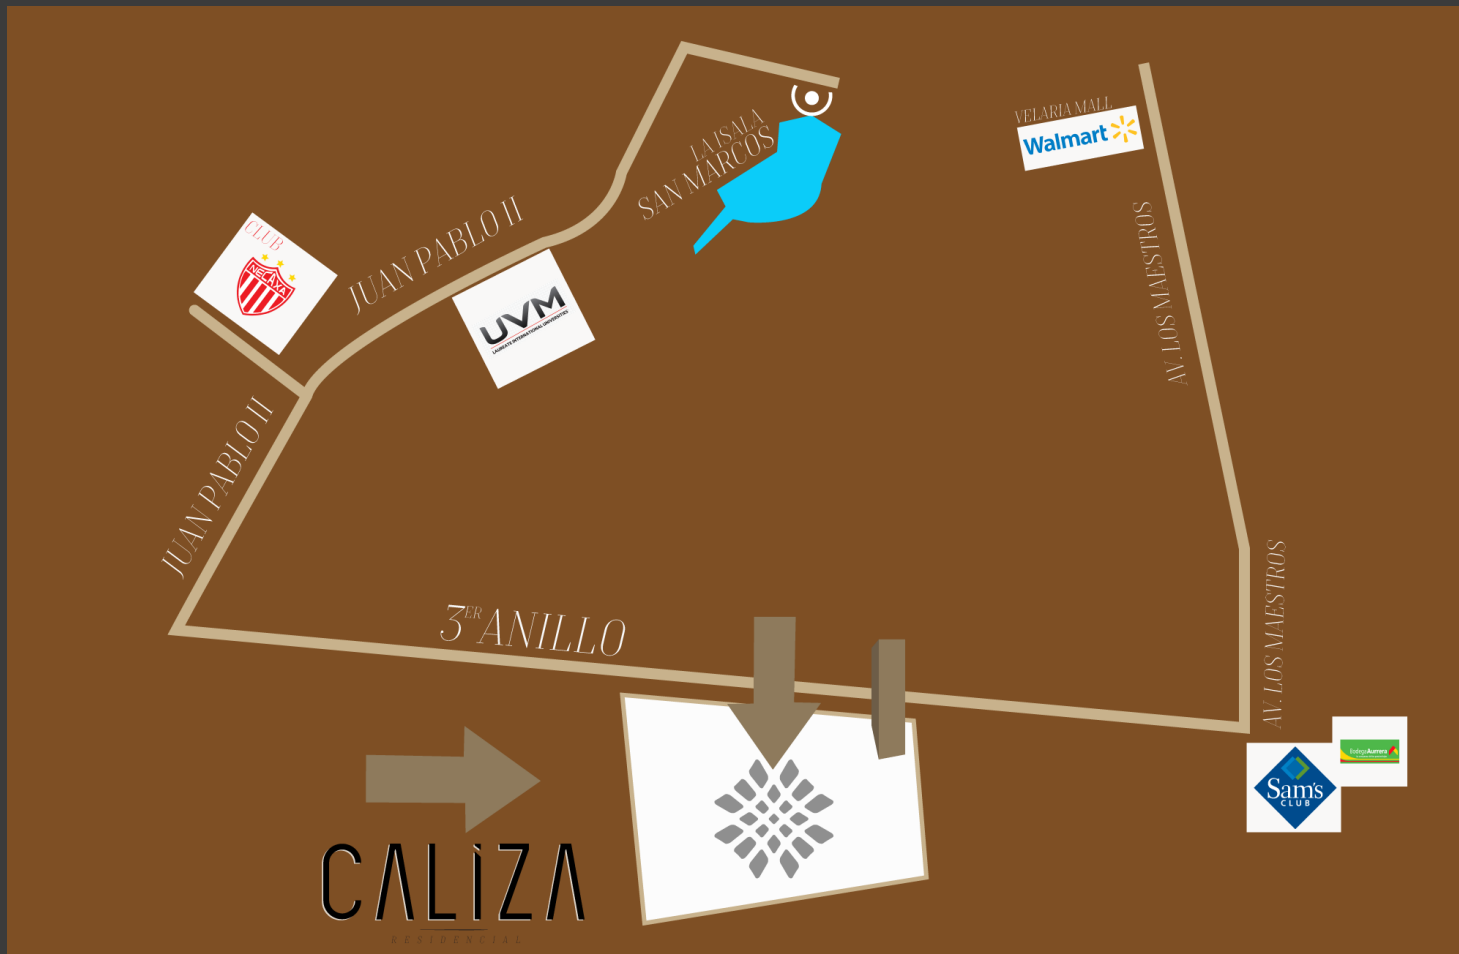 LA ISALA
SAN MARCOS
VELARIA MALL
Walmart
CLUB
NECAXA
JUAN PABLO II
UVM
LAUREATE INTERNATIONAL UNIVERSITIES
AV. LOS MAESTROS
JUAN PABLO II
3ER ANILLO
AV. LOS MAESTROS
Bodega Aurrera
Sam's
CLUB
CALIZA
RESIDENCIAL